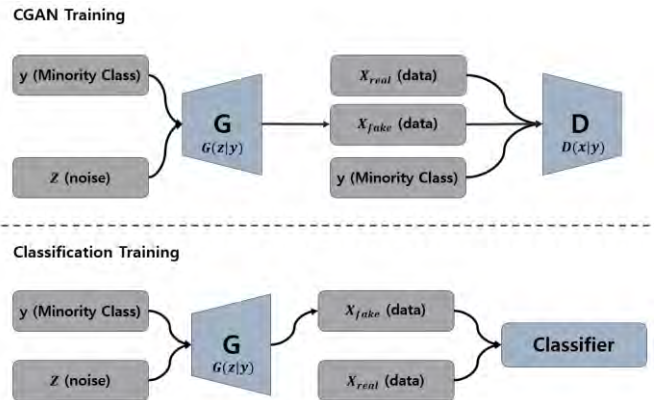 CGAN Training
y (Minority Class)
Z (noise)
G
G(z|y)
X_real (data)
X_fake (data)
y (Minority Class)
D
D(x|y)
Classification Training
y (Minority Class)
Z (noise)
G
G(z|y)
X_fake (data)
X_real (data)
Classifier